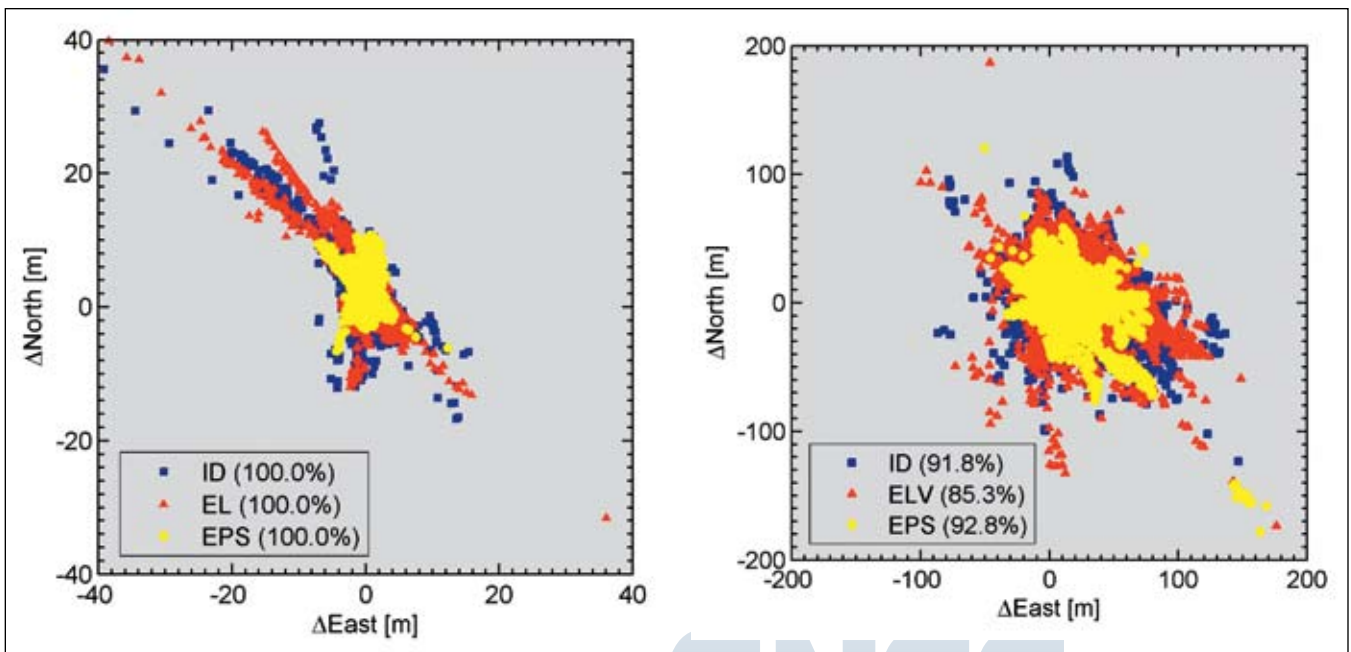 40
20
0
-20
-40
-40
-20
0
20
40
ΔNorth [m]
ΔEast [m]
ID (100.0%)
EL (100.0%)
EPS (100.0%)
200
100
0
-100
-200
-200
-100
0
100
200
ΔNorth [m]
ΔEast [m]
ID (91.8%)
ELV (85.3%)
EPS (92.8%)